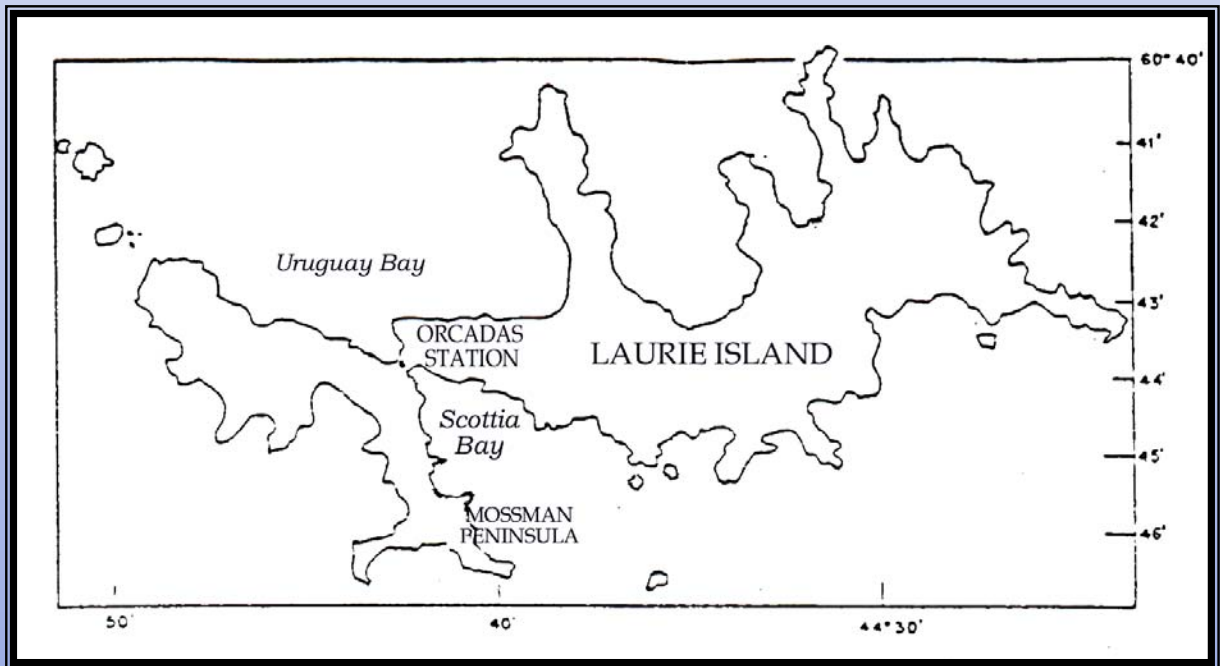 60°40'
41'
42'
Uruguay Bay
43'
ORCADAS
STATION
LAURIE ISLAND
44'
Scottia
Bay
45'
MOSSMAN
PENINSULA
46'
50'
40'
44°30'